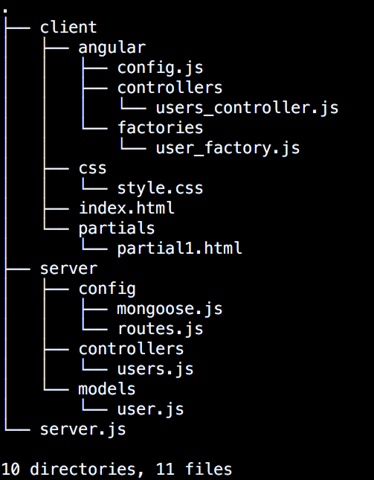 .
├── client
│   ├── angular
│   │   ├── config.js
│   │   ├── controllers
│   │   │   └── users_controller.js
│   │   └── factories
│   │       └── user_factory.js
│   ├── css
│   │   └── style.css
│   ├── index.html
│   └── partials
│       └── partial1.html
├── server
│   ├── config
│   │   ├── mongoose.js
│   │   └── routes.js
│   ├── controllers
│   │   └── users.js
│   └── models
│       └── user.js
└── server.js
10 directories, 11 files